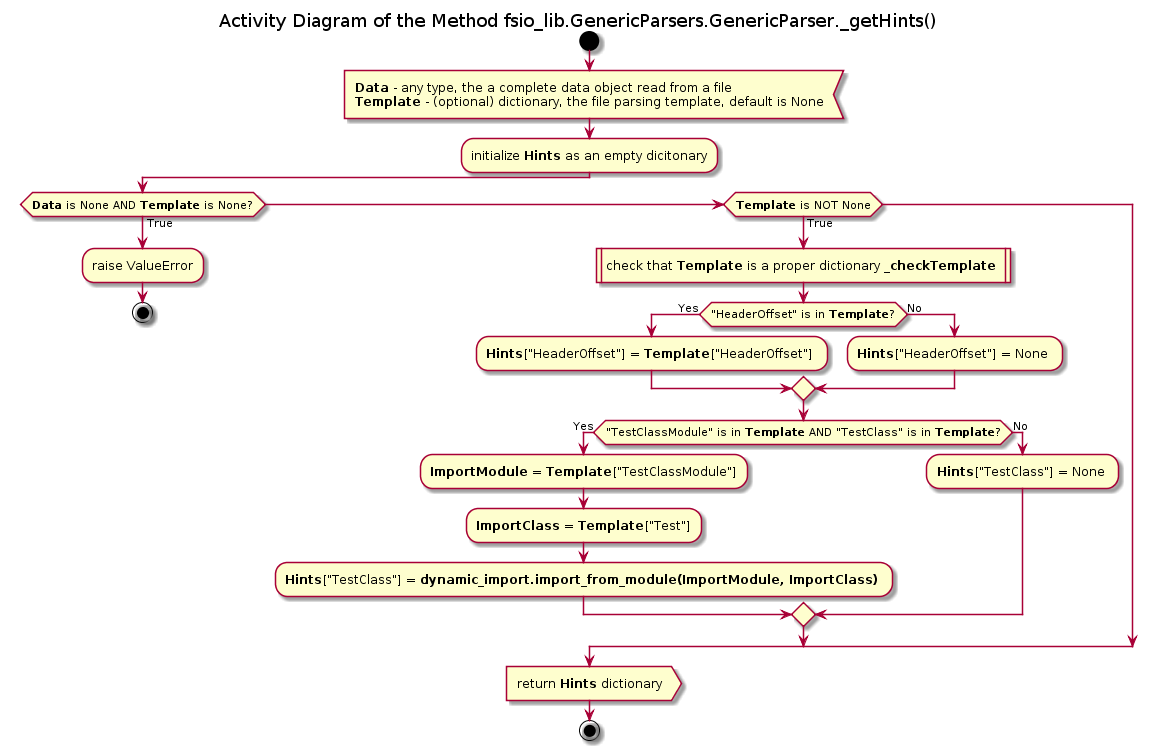 Activity Diagram of the Method fsio_lib.GenericParsers.GenericParser._getHints()
Data - any type, the a complete data object read from a file
Template - (optional) dictionary, the file parsing template, default is None
initialize Hints as an empty dicitonary
Data is None AND Template is None?
Template is NOT None
True
True
raise ValueError
check that Template is a proper dictionary _checkTemplate
Yes
"HeaderOffset" is in Template?
No
Hints["HeaderOffset"] = Template["HeaderOffset"]
Hints["HeaderOffset"] = None
Yes
"TestClassModule" is in Template AND "TestClass" is in Template?
No
ImportModule = Template["TestClassModule"]
Hints["TestClass"] = None
ImportClass = Template["Test"]
Hints["TestClass"] = dynamic_import.import_from_module(ImportModule, ImportClass)
return Hints dictionary